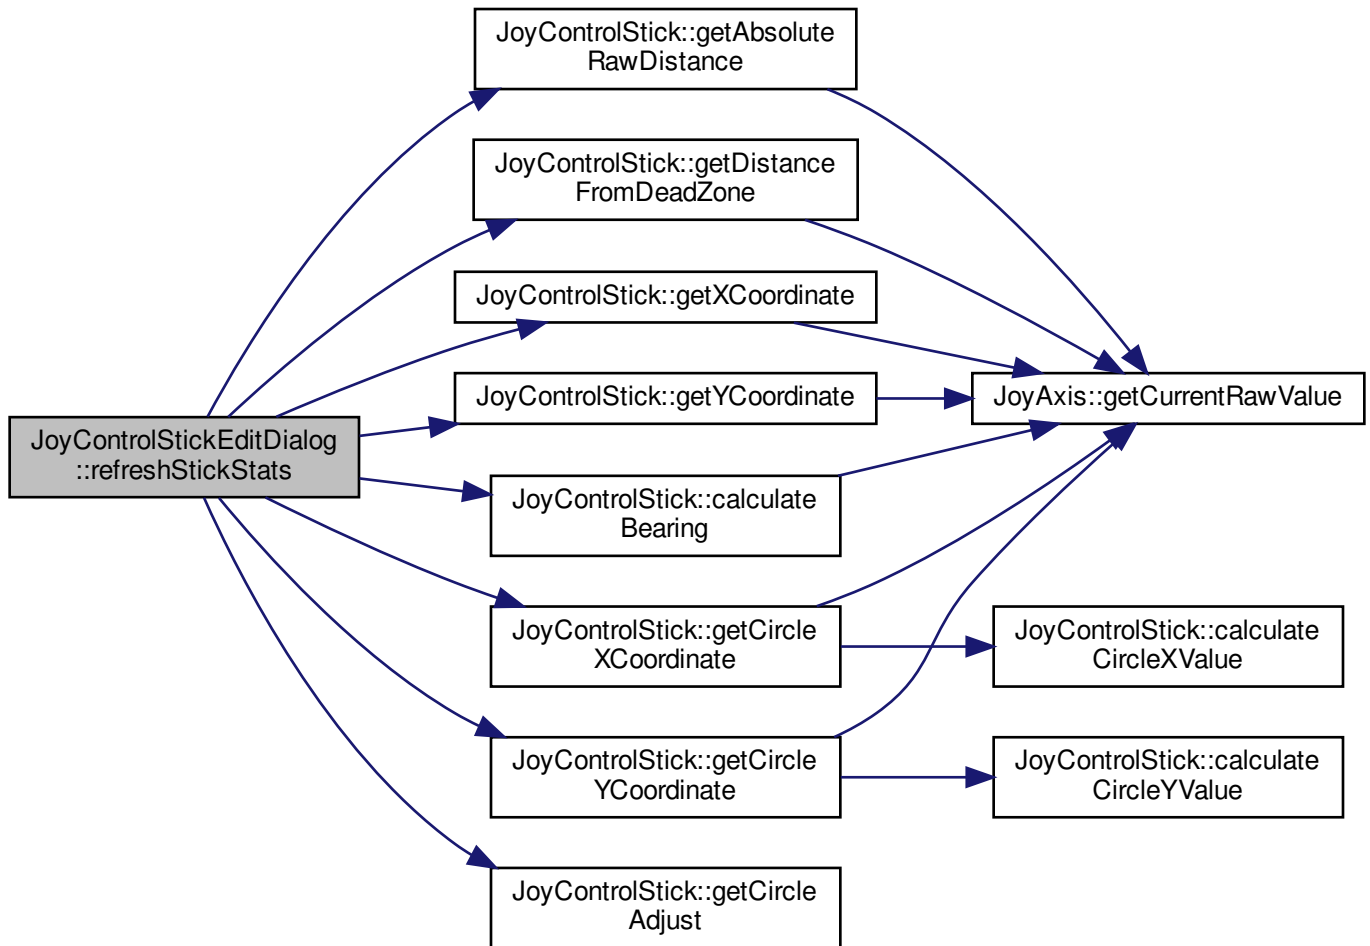 JoyControlStick::getAbsolute
RawDistance
JoyControlStick::getDistance
FromDeadZone
JoyControlStick::getXCoordinate
JoyControlStick::getYCoordinate
JoyAxis::getCurrentRawValue
JoyControlStickEditDialog
::refreshStickStats
JoyControlStick::calculate
Bearing
JoyControlStick::getCircle
XCoordinate
JoyControlStick::calculate
CircleXValue
JoyControlStick::getCircle
YCoordinate
JoyControlStick::calculate
CircleYValue
JoyControlStick::getCircle
Adjust